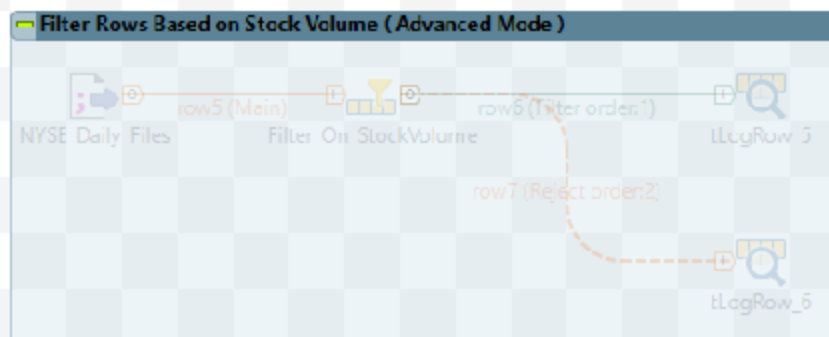 Filter Rows Based on Stock Volume ( Advanced Mode )
row5 (Main)
row6 (Filter order:1)
NYSE Daily Files
Filter On StockVolume
tLogRow_5
row7 (Reject order:2)
tLogRow_6